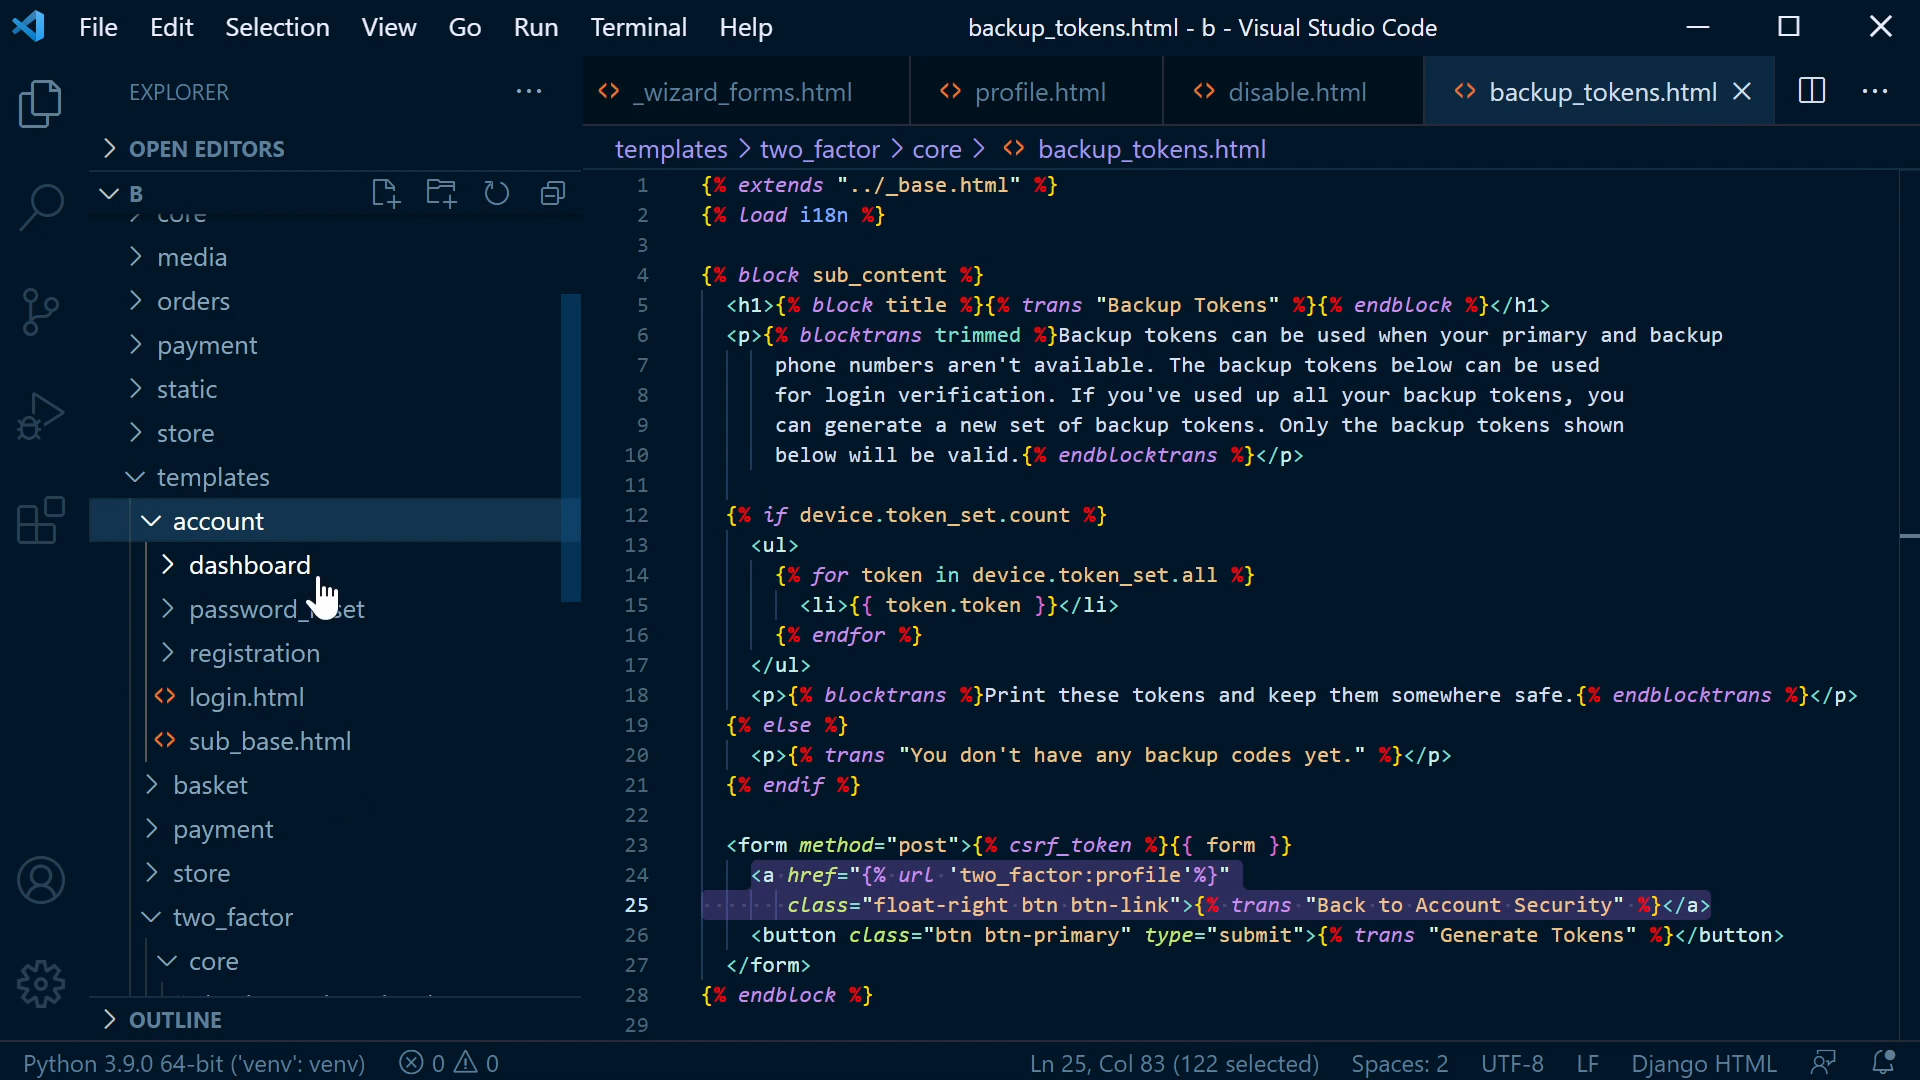 File Edit Selection View Go Run Terminal Help
backup_tokens.html - b - Visual Studio Code
EXPLORER
OPEN EDITORS
B
core
media
orders
payment
static
store
templates
account
dashboard
registration
login.html
sub_base.html
basket
payment
store
two_factor
core
OUTLINE
_wizard_forms.html
profile.html
disable.html
backup_tokens.html
templates > two_factor > core > backup_tokens.html
1 {% extends "../_base.html" %}
2 {% load i18n %}
3
4 {% block sub_content %}
5 <h1>{% block title %}{% trans "Backup Tokens" %}{% endblock %}</h1>
6 <p>{% blocktrans trimmed %}Backup tokens can be used when your primary and backup
7 phone numbers aren't available. The backup tokens below can be used
8 for login verification. If you've used up all your backup tokens, you
9 can generate a new set of backup tokens. Only the backup tokens shown
10 below will be valid.{% endblocktrans %}</p>
11
12 {% if device.token_set.count %}
13 <ul>
14 {% for token in device.token_set.all %}
15 <li>{{ token.token }}</li>
16 {% endfor %}
17 </ul>
18 <p>{% blocktrans %}Print these tokens and keep them somewhere safe.{% endblocktrans %}</p>
19 {% else %}
20 <p>{% trans "You don't have any backup codes yet." %}</p>
21 {% endif %}
22
23 <form method="post">{% csrf_token %}{{ form }}
24 <a href="{% url 'two_factor:profile'%}"
25 class="float-right btn btn-link">{% trans "Back to Account Security" %}</a>
26 <button class="btn btn-primary" type="submit">{% trans "Generate Tokens" %}</button>
27 </form>
28 {% endblock %}
29
Python 3.9.0 64-bit ('venv': venv) 0 0
Ln 25, Col 83 (122 selected) Spaces: 2 UTF-8 LF Django HTML